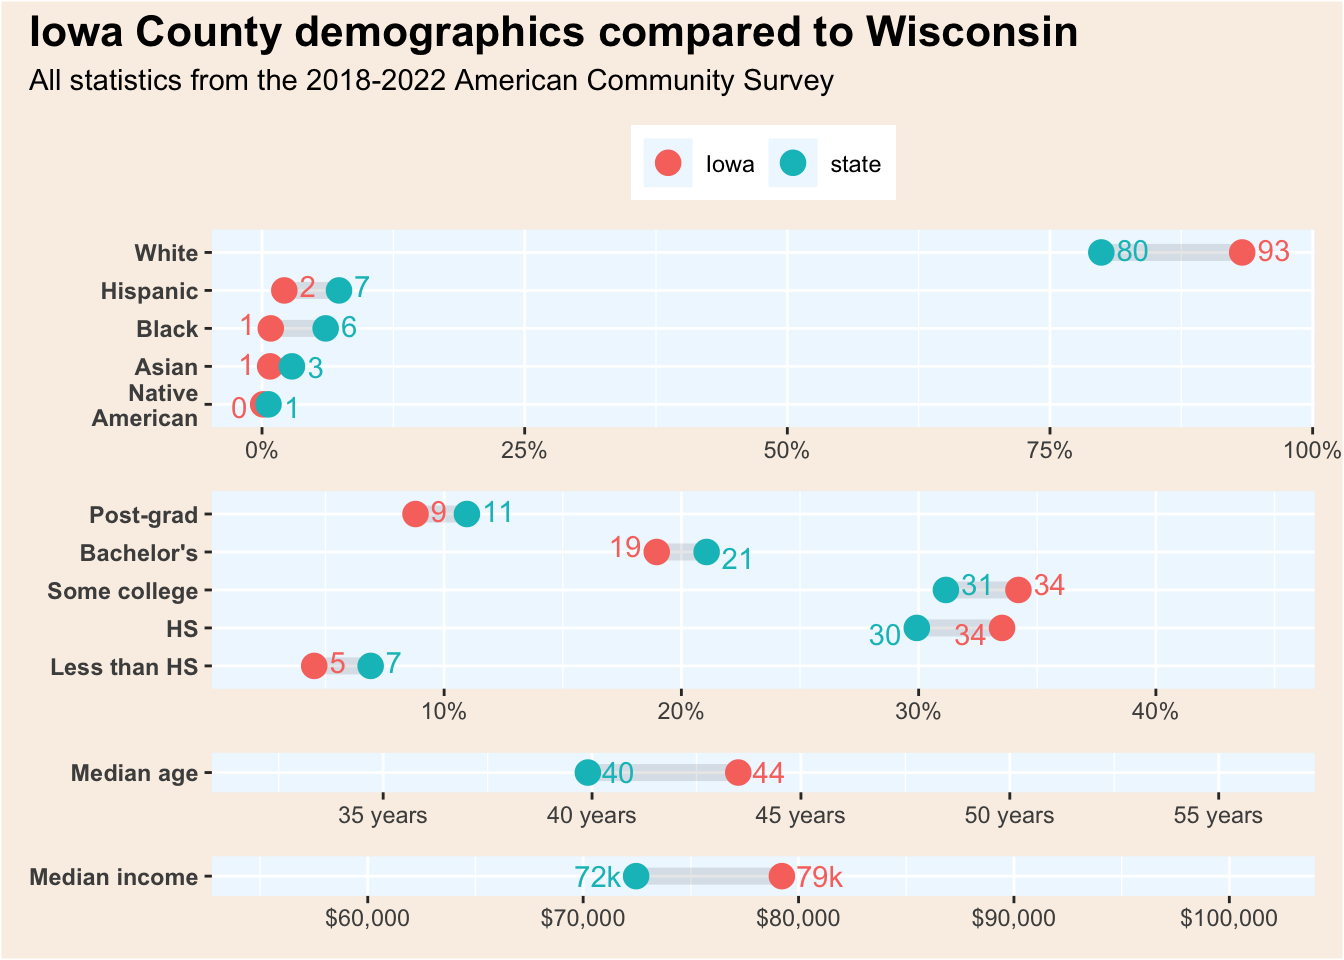 Iowa County demographics compared to Wisconsin
All statistics from the 2018-2022 American Community Survey
Iowa state
White 80 93
Hispanic 2 7
Black 1 6
Asian 1 3
Native
American 0 1
0% 25% 50% 75% 100%
Post-grad 9 11
Bachelor's 19 21
Some college 31 34
HS 30 34
Less than HS 5 7
10% 20% 30% 40%
Median age 40 44
35 years 40 years 45 years 50 years 55 years
Median income 72k 79k
$60,000 $70,000 $80,000 $90,000 $100,000